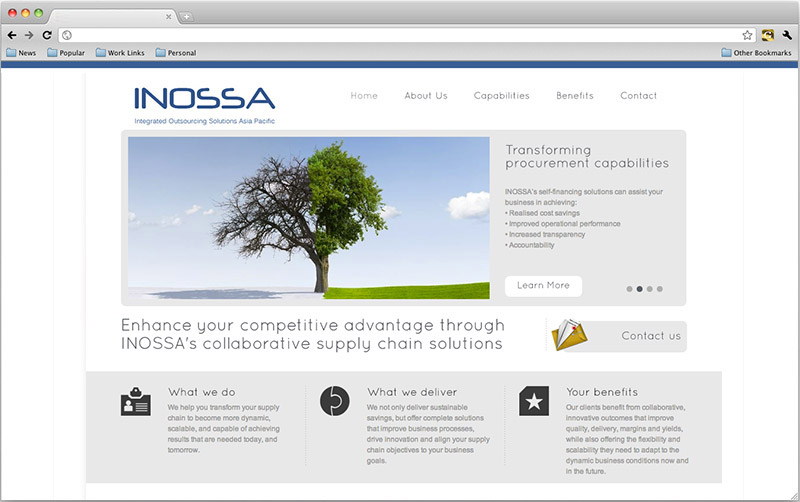 News
Popular
Work Links
Personal
Other Bookmarks
INOSSA
Integrated Outsourcing Solutions Asia Pacific
Home
About Us
Capabilities
Benefits
Contact
Transforming
procurement capabilities
INOSSA's self-financing solutions can assist your
business in achieving:
• Realised cost savings
• Improved operational performance
• Increased transparency
• Accountability
Learn More
Enhance your competitive advantage through
INOSSA's collaborative supply chain solutions
Contact us
What we do
We help you transform your supply
chain to become more dynamic,
scalable, and capable of achieving
results that are needed today, and
tomorrow.
What we deliver
We not only deliver sustainable
savings, but offer complete solutions
that improve business processes,
drive innovation and align your supply
chain objectives to your business
goals.
Your benefits
Our clients benefit from collaborative,
innovative outcomes that improve
quality, delivery, margins and yields,
while also offering the flexibility and
scalability they need to adapt to the
dynamic business conditions now and
in the future.